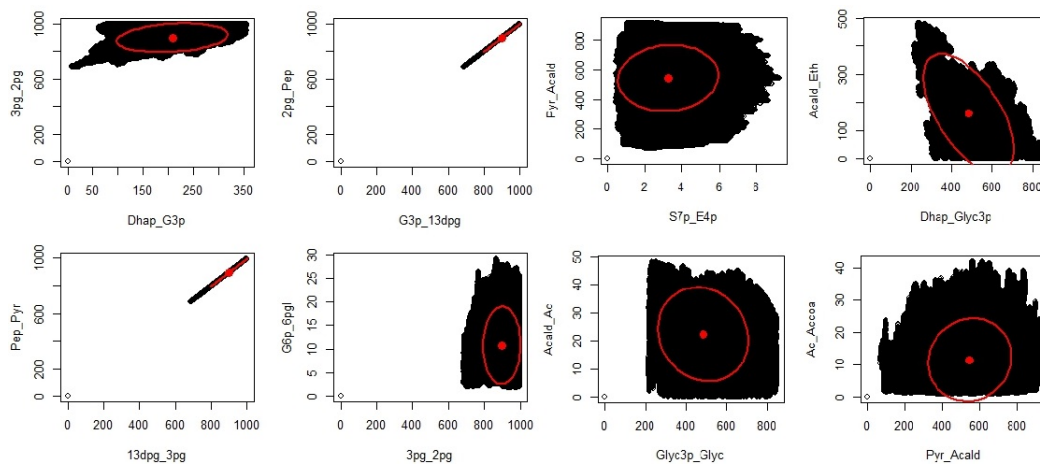 3pg_2pg
0 200 600 1000
0 50 150 250 350
Dhap_G3p
2pg_Pep
0 200 600 1000
0 200 400 600 800 1000
G3p_13dpg
Pyr_Acald
0 200 400 600 800
0 2 4 6 8
S7p_E4p
Acald_Eth
0 100 300 500
0 200 400 600 800
Dhap_Glyc3p
Pep_Pyr
0 200 600 1000
0 200 400 600 800 1000
13dpg_3pg
G6p_6pgl
0 5 10 15 20 25 30
0 200 400 600 800 1000
3pg_2pg
Acald_Ac
0 10 20 30 40 50
0 200 400 600 800
Glyc3p_Glyc
Ac_Accoa
0 10 20 30 40
0 200 400 600 800
Pyr_Acald